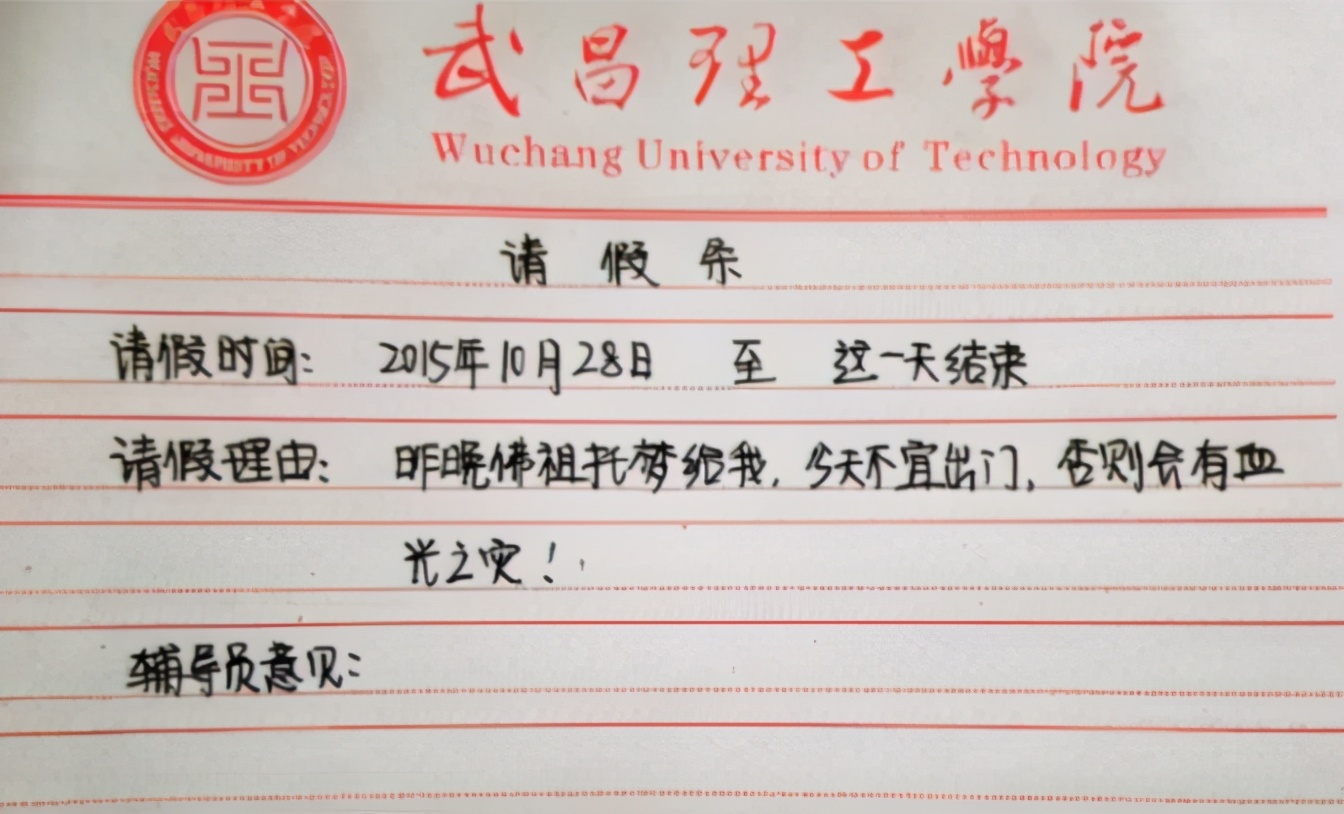 武昌理工學院
Wuchang University of Technology
请假条
请假时间: 2015年10月28日 至 这一天结束
请假理由: 昨晚佛祖托梦给我,今天不宜出门,否则会有血
光之灾!
辅导员意见: